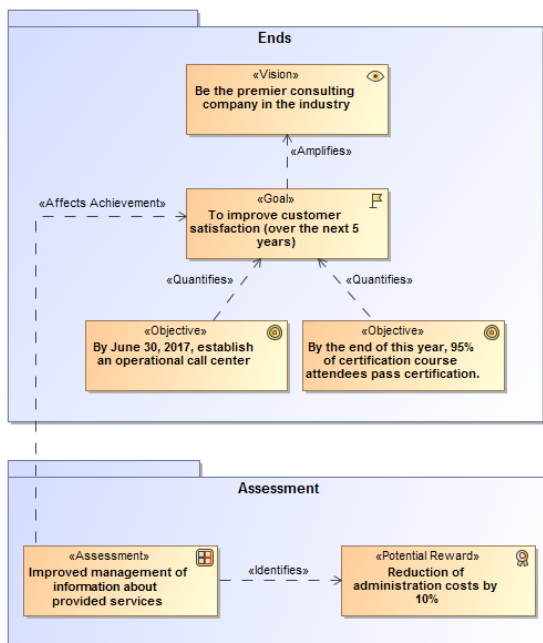 Ends
«Vision»
Be the premier consulting
company in the industry
«Amplifies»
«Affects Achievement»
«Goal»
To improve customer
satisfaction (over the next 5
years)
«Quantifies»
«Quantifies»
«Objective»
By June 30, 2017, establish
an operational call center
«Objective»
By the end of this year, 95%
of certification course
attendees pass certification.
Assessment
«Assessment»
Improved management of
information about
provided services
«Identifies»
«Potential Reward»
Reduction of
administration costs by
10%